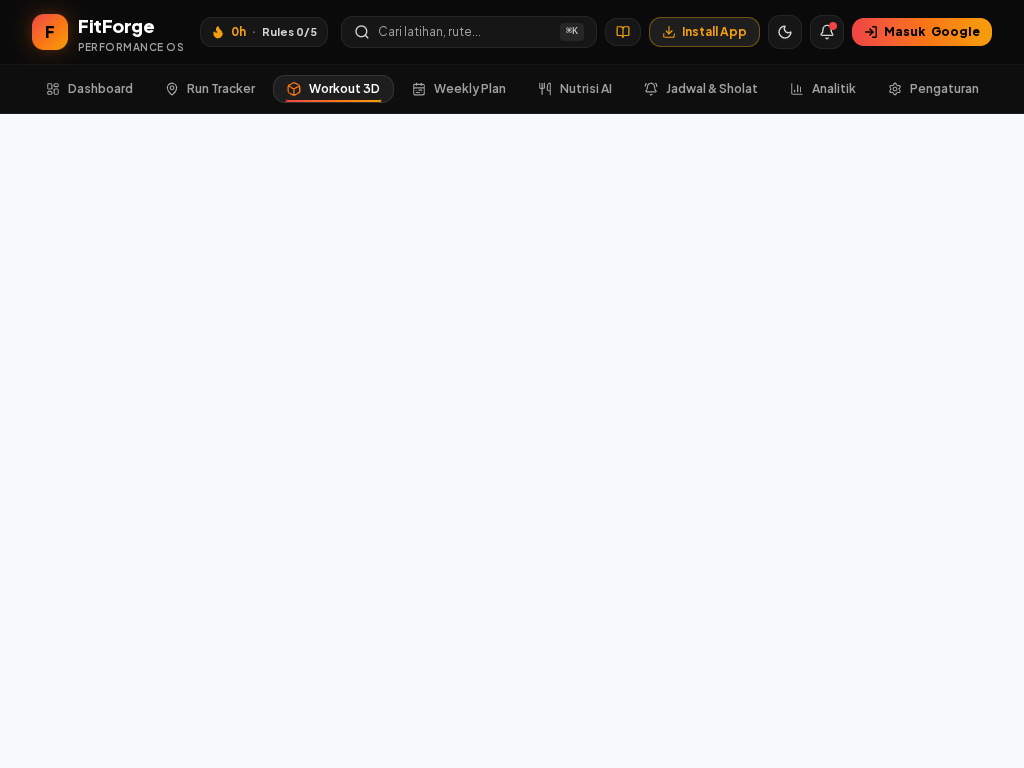 F
FitForge
PERFORMANCE OS
0h · Rules 0/5
Cari latihan, rute...
⌘K
Install App
Masuk Google
Dashboard
Run Tracker
Workout 3D
Weekly Plan
Nutrisi AI
Jadwal & Sholat
Analitik
Pengaturan